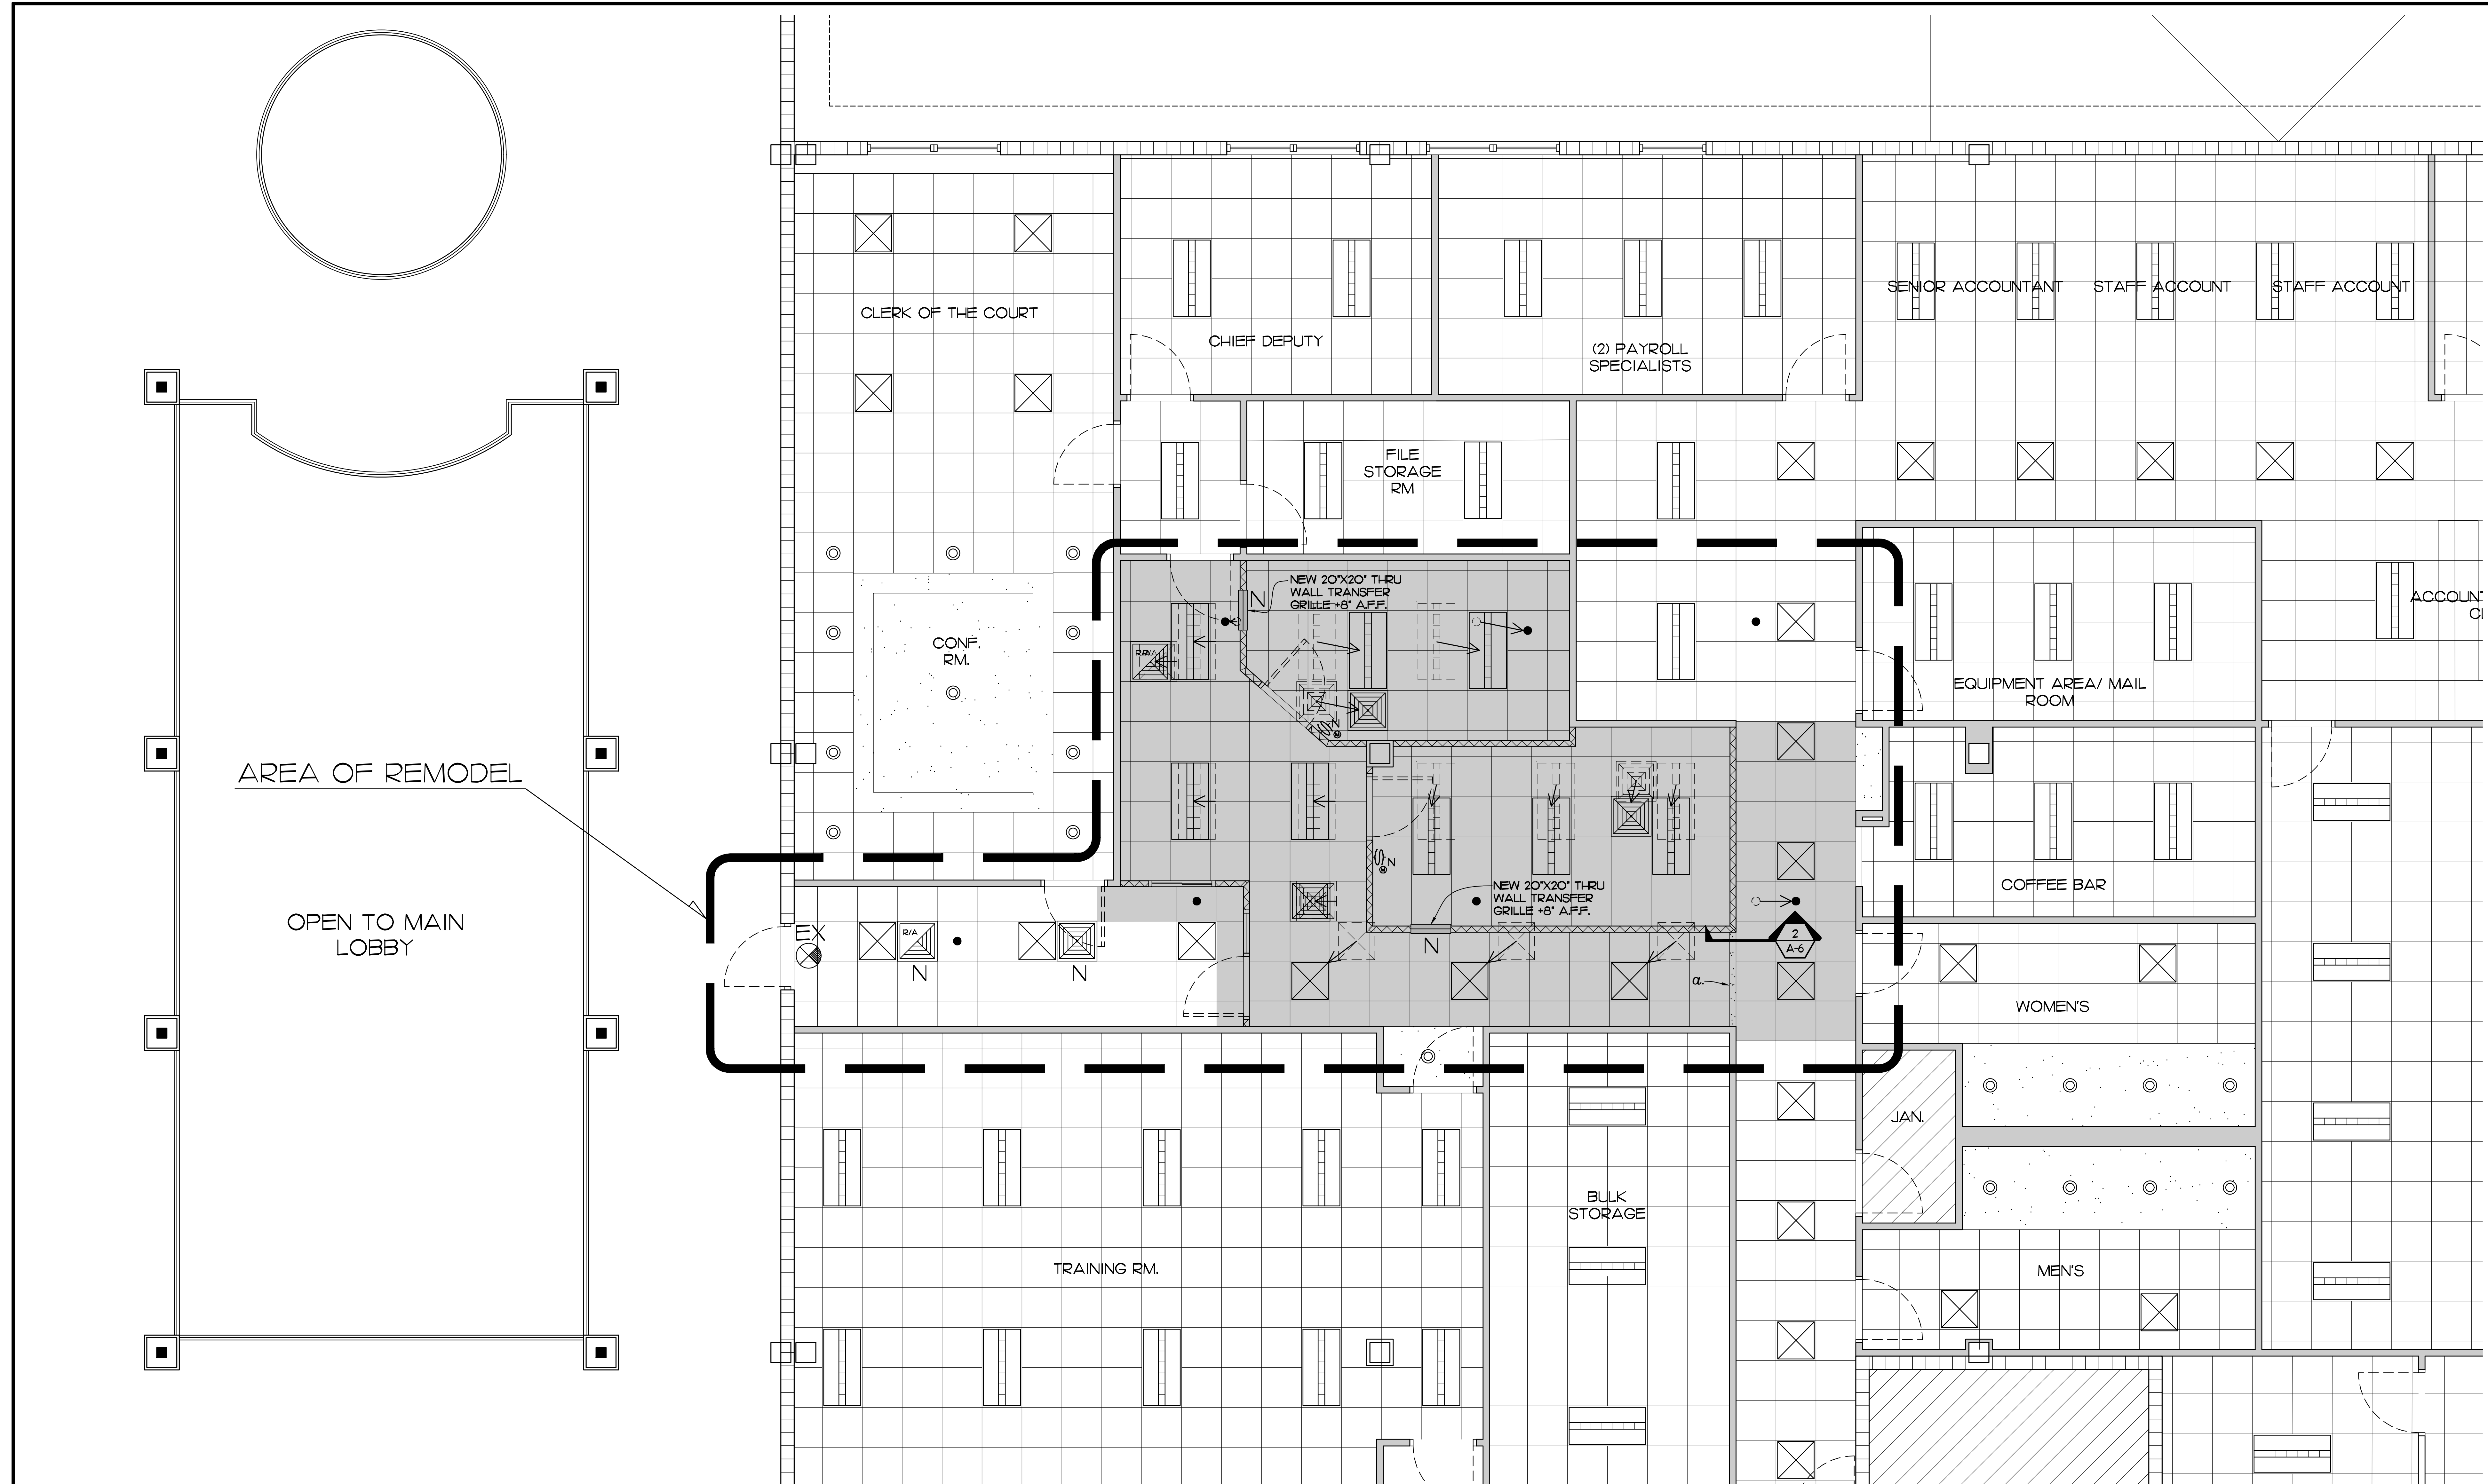 CLERK OF THE COURT
CHIEF DEPUTY
(2) PAYROLL
SPECIALISTS
SENIOR ACCOUNTANT
STAFF ACCOUNT
STAFF ACCOUNT
FILE
STORAGE
RM
NEW 20"X20" THRU
WALL TRANSFER
GRILLE +8" A.F.F.
N
CONF.
RM.
R/A
S
N
M
EQUIPMENT AREA/ MAIL
ROOM
AREA OF REMODEL
OPEN TO MAIN
LOBBY
S
N
M
NEW 20"X20" THRU
WALL TRANSFER
GRILLE +8" A.F.F.
N
COFFEE BAR
EX
R/A
N
N
2
A-6
a.
WOMEN'S
JAN.
BULK
STORAGE
TRAINING RM.
MEN'S